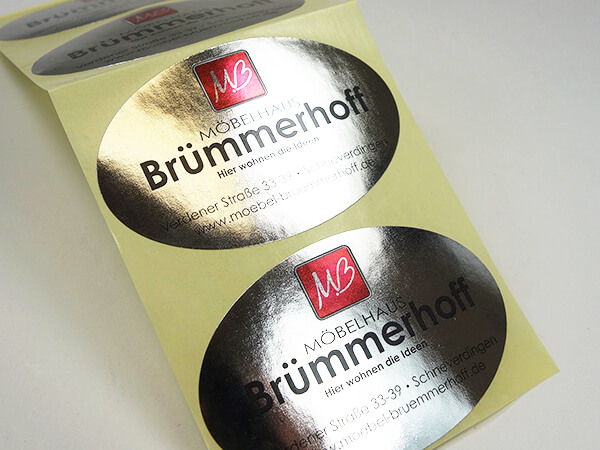 Brümmerhoff
MB
MÖBELHAUS
Brümmerhoff
Hier wohnen die Ideen
Verdener Straße 33-39 • Schneverdingen
www.moebel-bruemmerhoff.de
MB
MÖBELHAUS
Brümmerhoff
Hier wohnen die Ideen
Verdener Straße 33-39 • Schneverdingen
www.moebel-bruemmerhoff.de